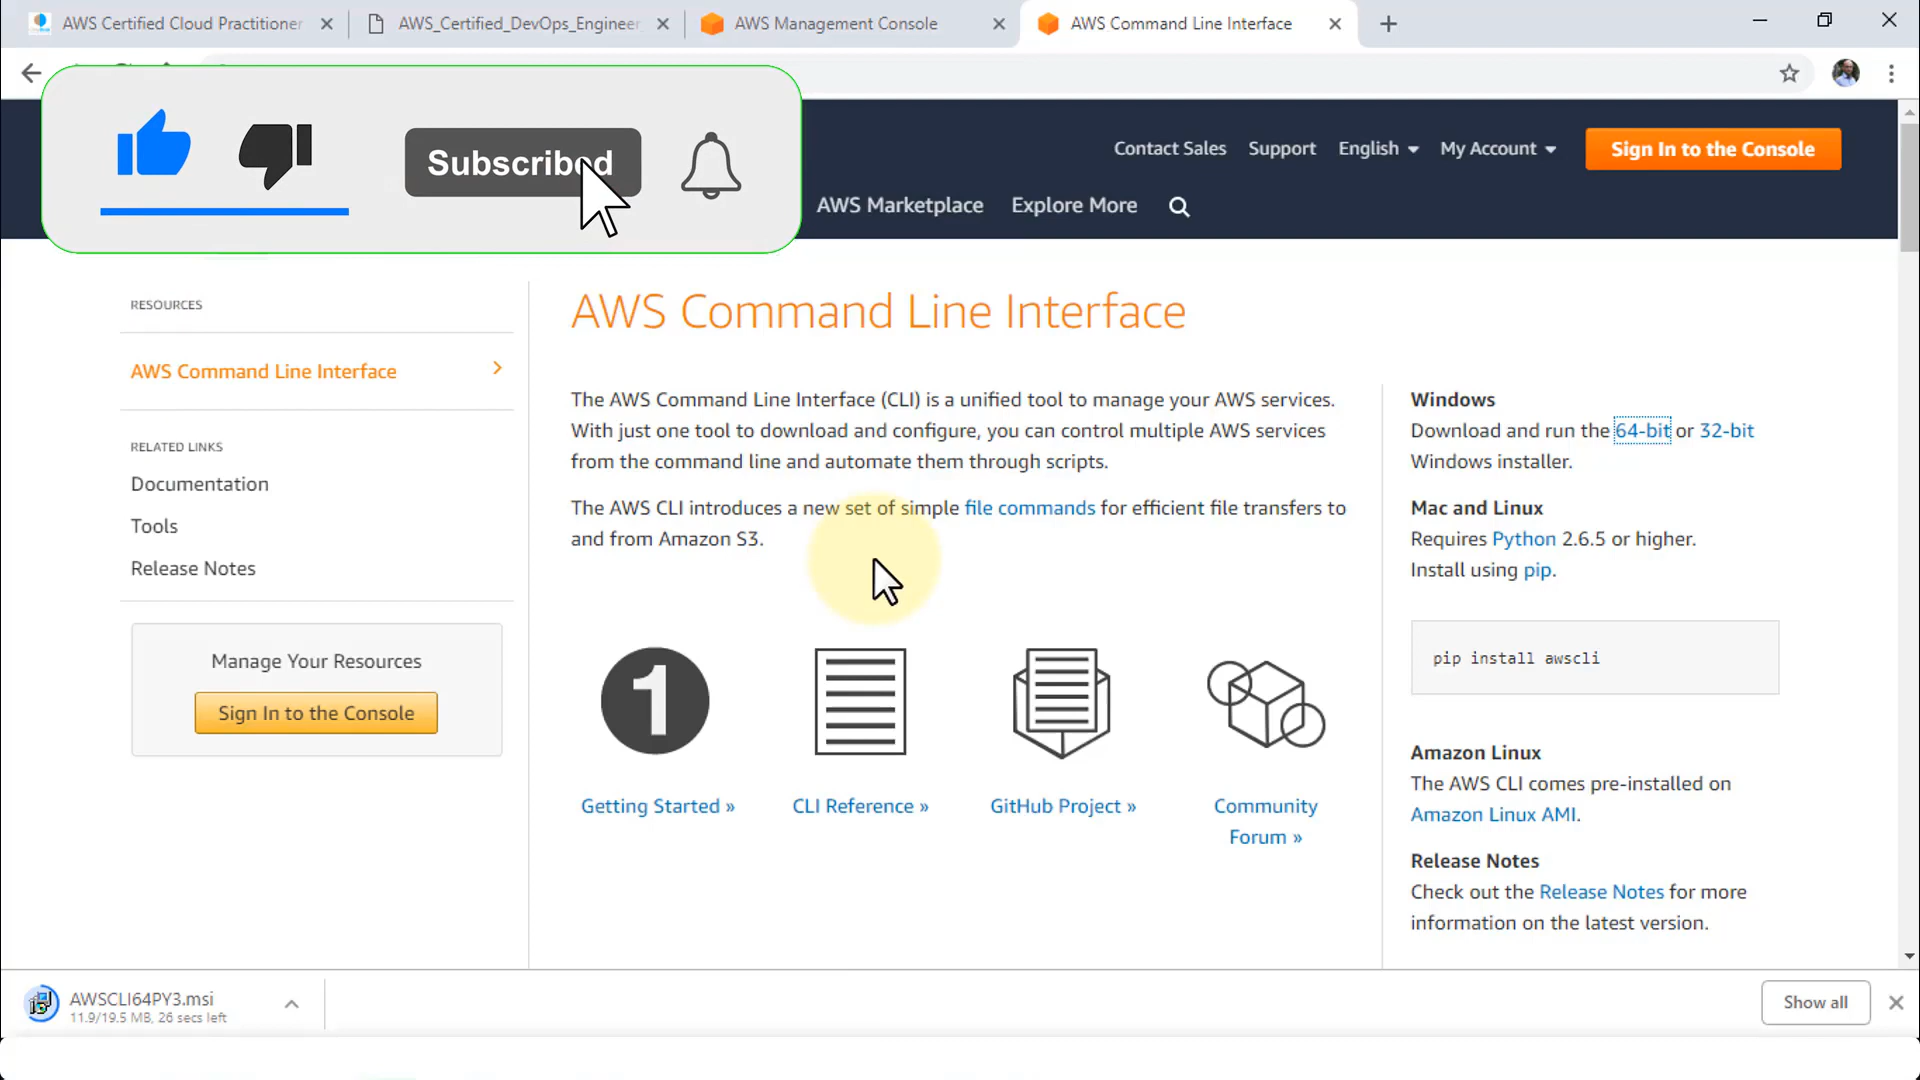 AWS Certified Cloud Practitioner
AWS_Certified_DevOps_Engineer
AWS Management Console
AWS Command Line Interface
Subscribed
Contact Sales
Support
English
My Account
Sign In to the Console
AWS Marketplace
Explore More
RESOURCES
AWS Command Line Interface
RELATED LINKS
Documentation
Tools
Release Notes
Manage Your Resources
Sign In to the Console
AWS Command Line Interface
The AWS Command Line Interface (CLI) is a unified tool to manage your AWS services.
With just one tool to download and configure, you can control multiple AWS services
from the command line and automate them through scripts.
The AWS CLI introduces a new set of simple file commands for efficient file transfers to
and from Amazon S3.
1
Getting Started »
CLI Reference »
GitHub Project »
Community
Forum »
Windows
Download and run the 64-bit or 32-bit
Windows installer.
Mac and Linux
Requires Python 2.6.5 or higher.
Install using pip.
pip install awscli
Amazon Linux
The AWS CLI comes pre-installed on
Amazon Linux AMI.
Release Notes
Check out the Release Notes for more
information on the latest version.
AWSCLI64PY3.msi
11.9/19.5 MB, 26 secs left
Show all